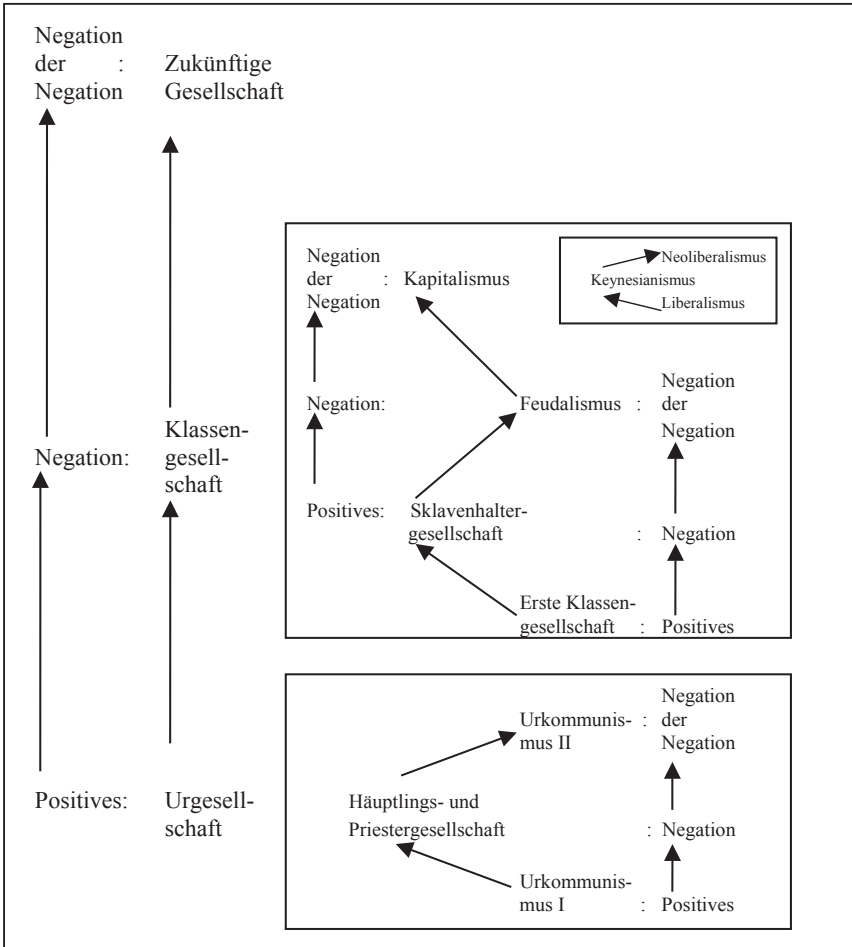 Negation
der : Zukünftige
Negation Gesellschaft
Negation
der : Kapitalismus
Negation
Neoliberalismus
Keynesianismus
Liberalismus
Negation:
Feudalismus : der
Negation
Negation
Klassen-
Negation: gesell-
schaft
Positives: Sklavenhalter-
gesellschaft : Negation
Erste Klassen-
gesellschaft : Positives
Negation
Urkommunis- : der
mus II Negation
Positives: Urgesell-
schaft
Häuptlings- und
Priestergesellschaft : Negation
Urkommunis-
mus I : Positives